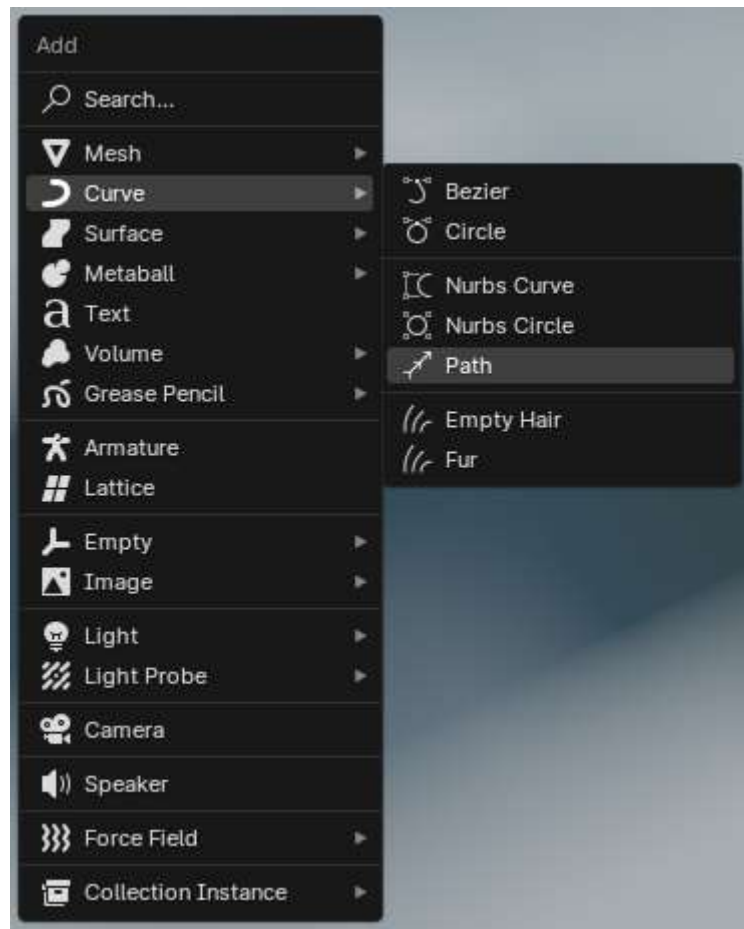 Add
Search...
Mesh
Curve
Surface
Metaball
Text
Volume
Grease Pencil
Armature
Lattice
Empty
Image
Light
Light Probe
Camera
Speaker
Force Field
Collection Instance
Bezier
Circle
Nurbs Curve
Nurbs Circle
Path
Empty Hair
Fur